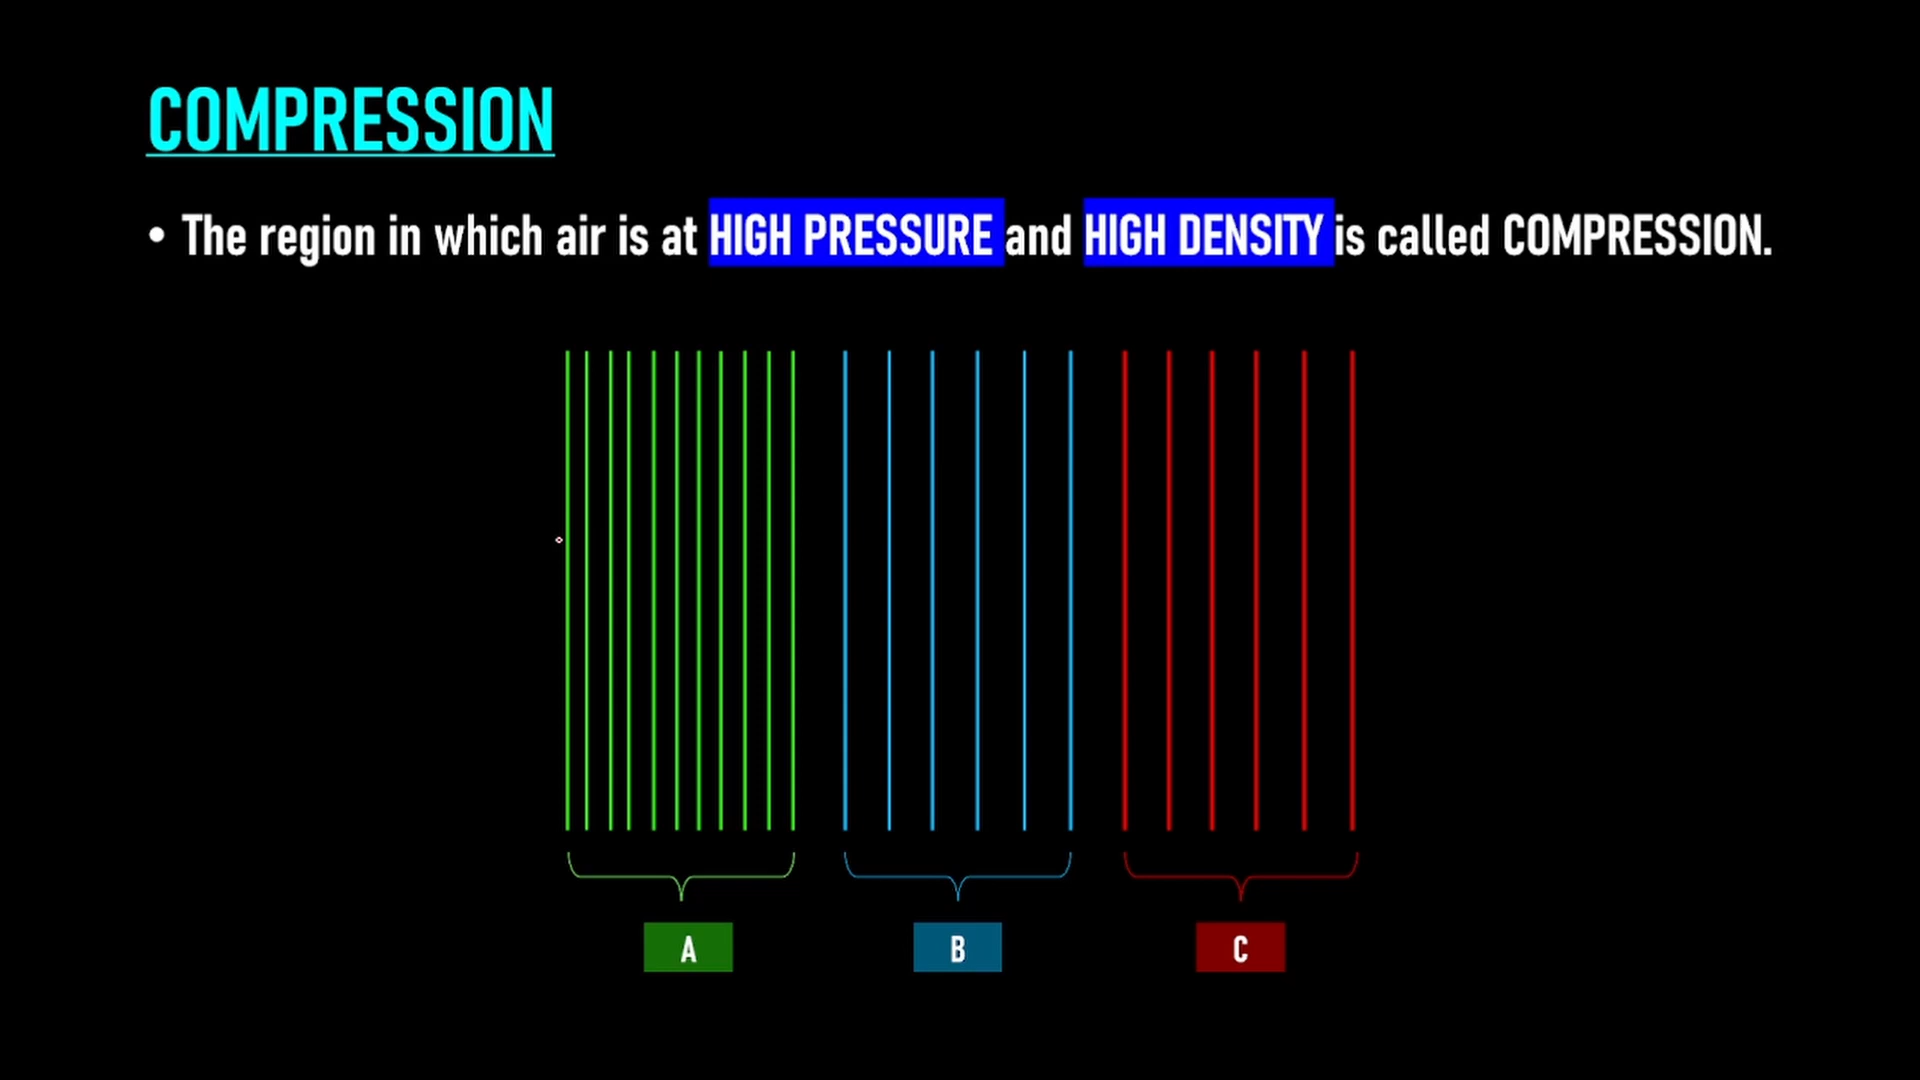 COMPRESSION
• The region in which air is at HIGH PRESSURE and HIGH DENSITY is called COMPRESSION.
A B C